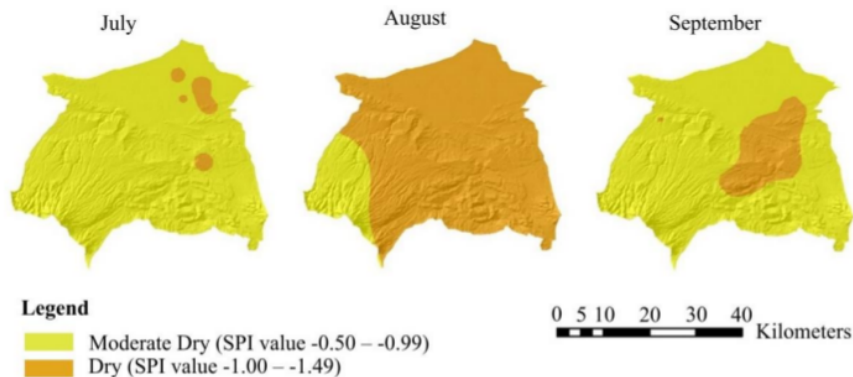 July
August
September
Legend
Moderate Dry (SPI value -0.50 – -0.99)
Dry (SPI value -1.00 – -1.49)
0 5 10 20 30 40
Kilometers